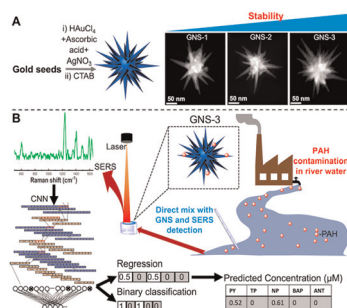 A
i) HAuCl4
+Ascorbic
acid+
AgNO3
ii) CTAB
Gold seeds
Stability
GNS-1
GNS-2
GNS-3
50 nm
50 nm
50 nm
B
GNS-3
Laser
SERS
Raman shift (cm-1)
CNN
PAH
contamination
in river water
Direct mix with
GNS and SERS
detection
PAH
Regression
0.5 0 0.5 0 0
Binary classification
1 0 1 0 0
Predicted Concentration (μM)
PY TP NP BAP ANT
0.52 0 0.61 0 0